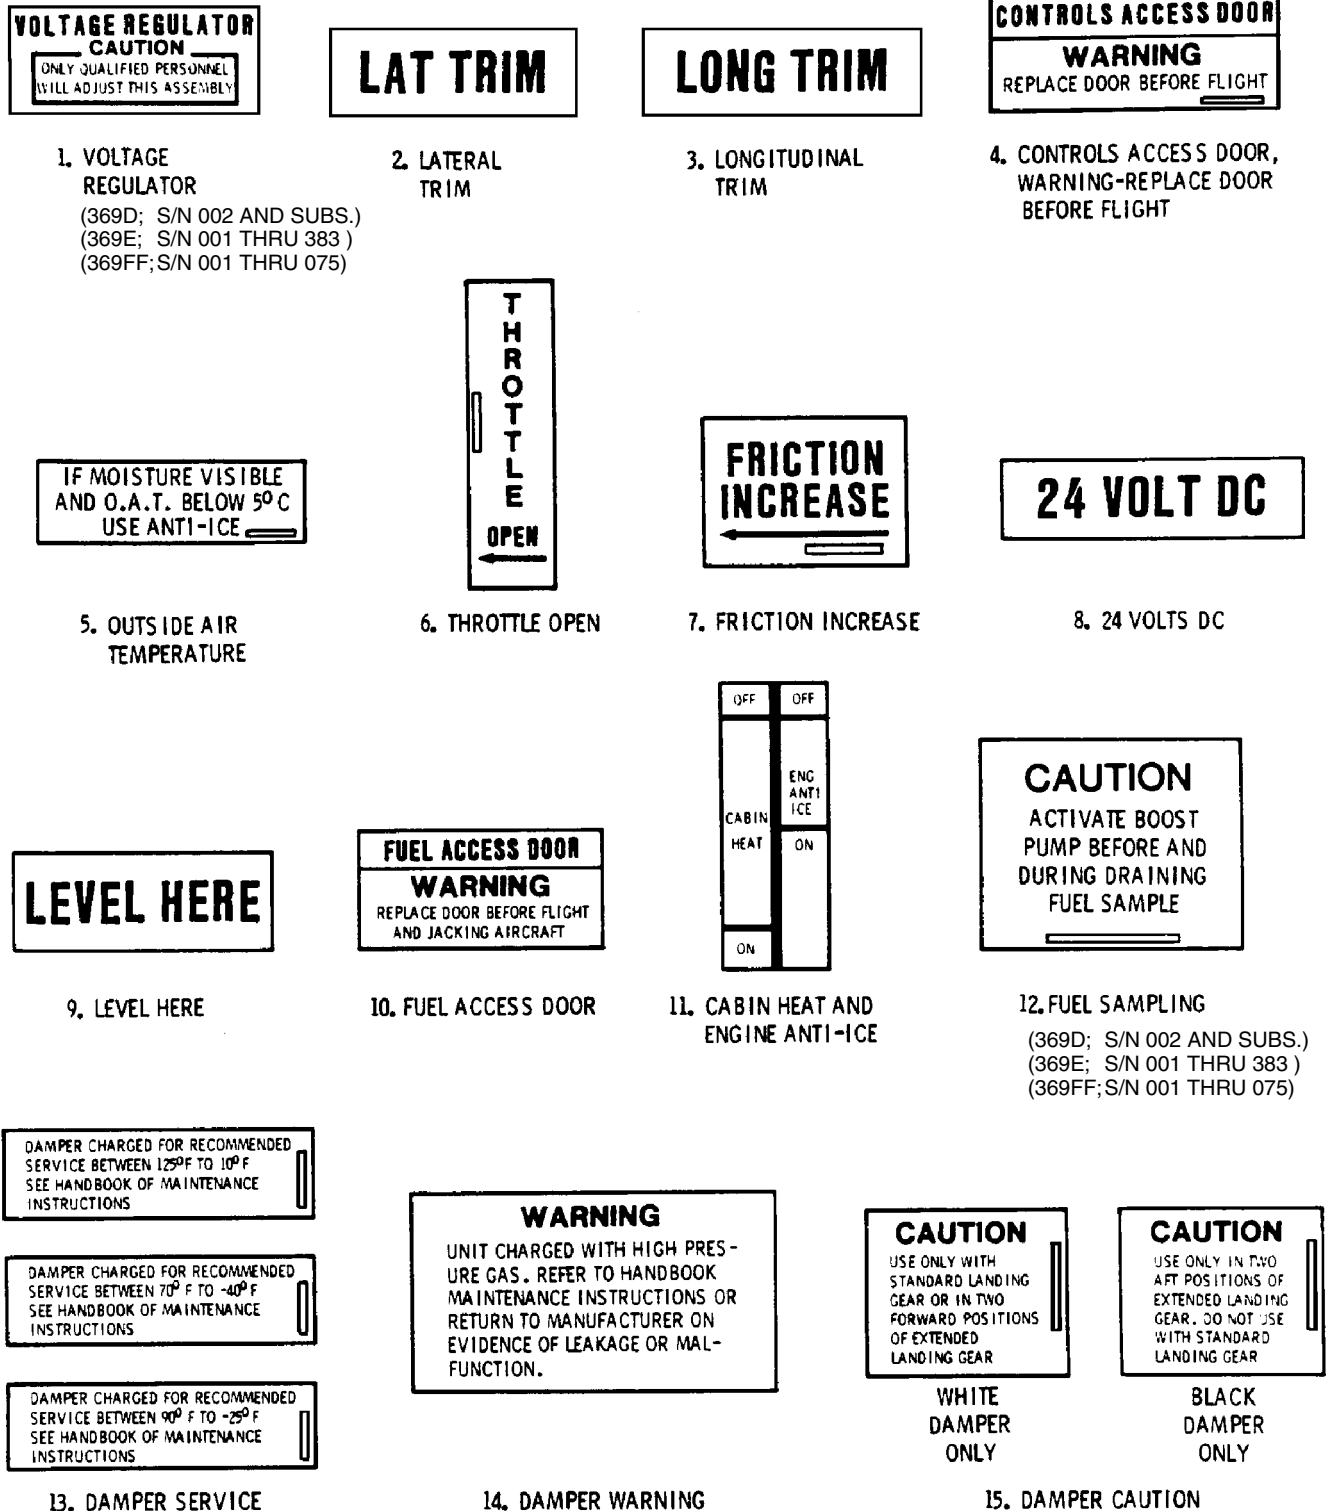 VOLTAGE REGULATOR
CAUTION
ONLY QUALIFIED PERSONNEL
WILL ADJUST THIS ASSEMBLY
1. VOLTAGE
REGULATOR
(369D; S/N 002 AND SUBS.)
(369E; S/N 001 THRU 383 )
(369FF; S/N 001 THRU 075)
LAT TRIM
2. LATERAL
TRIM
LONG TRIM
3. LONGITUDINAL
TRIM
CONTROLS ACCESS DOOR
WARNING
REPLACE DOOR BEFORE FLIGHT
4. CONTROLS ACCESS DOOR,
WARNING-REPLACE DOOR
BEFORE FLIGHT
IF MOISTURE VISIBLE
AND O.A.T. BELOW 5º C
USE ANTI-ICE
5. OUTSIDE AIR
TEMPERATURE
THROTTLE
OPEN
6. THROTTLE OPEN
FRICTION
INCREASE
7. FRICTION INCREASE
24 VOLT DC
8. 24 VOLTS DC
LEVEL HERE
9. LEVEL HERE
FUEL ACCESS DOOR
WARNING
REPLACE DOOR BEFORE FLIGHT
AND JACKING AIRCRAFT
10. FUEL ACCESS DOOR
OFF
CABIN
HEAT
ON
OFF
ENG
ANTI
ICE
ON
11. CABIN HEAT AND
ENGINE ANTI-ICE
CAUTION
ACTIVATE BOOST
PUMP BEFORE AND
DURING DRAINING
FUEL SAMPLE
12. FUEL SAMPLING
(369D; S/N 002 AND SUBS.)
(369E; S/N 001 THRU 383 )
(369FF; S/N 001 THRU 075)
DAMPER CHARGED FOR RECOMMENDED
SERVICE BETWEEN 125ºF TO 10º F
SEE HANDBOOK OF MAINTENANCE
INSTRUCTIONS
DAMPER CHARGED FOR RECOMMENDED
SERVICE BETWEEN 70º F TO -40º F
SEE HANDBOOK OF MAINTENANCE
INSTRUCTIONS
DAMPER CHARGED FOR RECOMMENDED
SERVICE BETWEEN 90º F TO -25º F
SEE HANDBOOK OF MAINTENANCE
INSTRUCTIONS
13. DAMPER SERVICE
WARNING
UNIT CHARGED WITH HIGH PRES-
URE GAS. REFER TO HANDBOOK
MAINTENANCE INSTRUCTIONS OR
RETURN TO MANUFACTURER ON
EVIDENCE OF LEAKAGE OR MAL-
FUNCTION.
14. DAMPER WARNING
CAUTION
USE ONLY WITH
STANDARD LANDING
GEAR OR IN TWO
FORWARD POSITIONS
OF EXTENDED
LANDING GEAR
WHITE
DAMPER
ONLY
CAUTION
USE ONLY IN TWO
AFT POSITIONS OF
EXTENDED LANDING
GEAR. DO NOT USE
WITH STANDARD
LANDING GEAR
BLACK
DAMPER
ONLY
15. DAMPER CAUTION